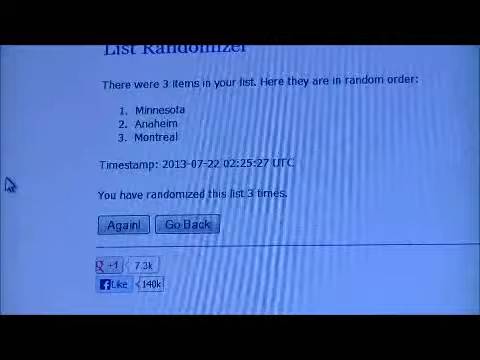 List Randomizer
There were 3 items in your list. Here they are in random order:
1. Minnesota
2. Anaheim
3. Montreal
Timestamp: 2013-07-22 02:25:27 UTC
You have randomized this list 3 times.
Again! Go Back
+1 7.3k
Like 140k